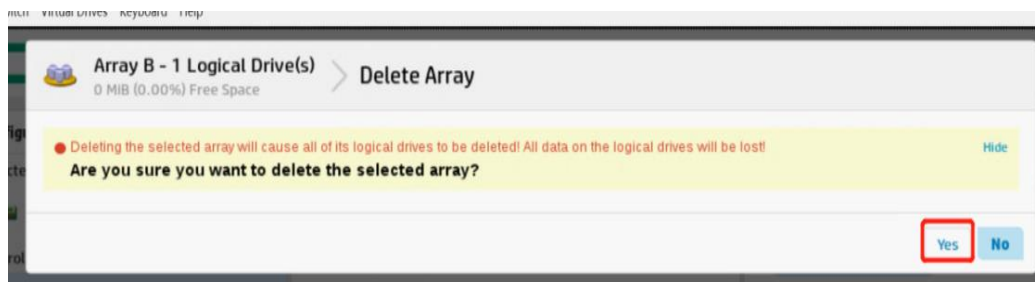 Virtual Drives Keyboard Help
Array B - 1 Logical Drive(s)
0 MiB (0.00%) Free Space
Delete Array
Deleting the selected array will cause all of its logical drives to be deleted! All data on the logical drives will be lost!
Hide
Are you sure you want to delete the selected array?
Yes
No